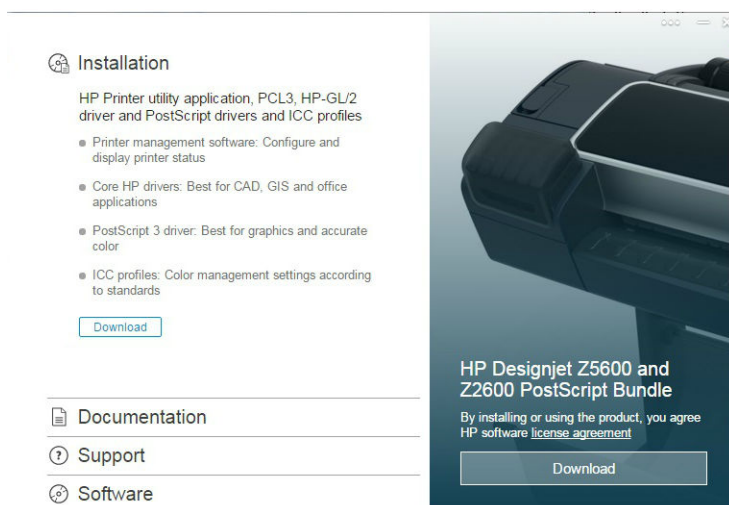 Installation
HP Printer utility application, PCL3, HP-GL/2
driver and PostScript drivers and ICC profiles
Printer management software: Configure and
display printer status
Core HP drivers: Best for CAD, GIS and office
applications
PostScript 3 driver: Best for graphics and accurate
color
ICC profiles: Color management settings according
to standards
Download
Documentation
Support
Software
HP Designjet Z5600 and
Z2600 PostScript Bundle
By installing or using the product, you agree
HP software license agreement
Download